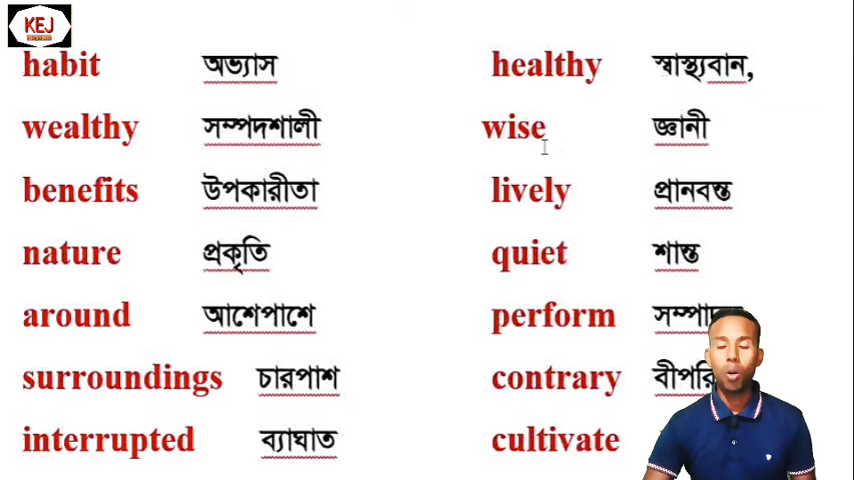 KEJ
habit অভ্যাস healthy স্বাস্থ্যবান,
wealthy সম্পদশালী wise জ্ঞানী
benefits উপকারীতা lively প্রানবন্ত
nature প্রকৃতি quiet শান্ত
around আশেপাশে perform
surroundings চারপাশ contrary
interrupted ব্যাঘাত cultivate